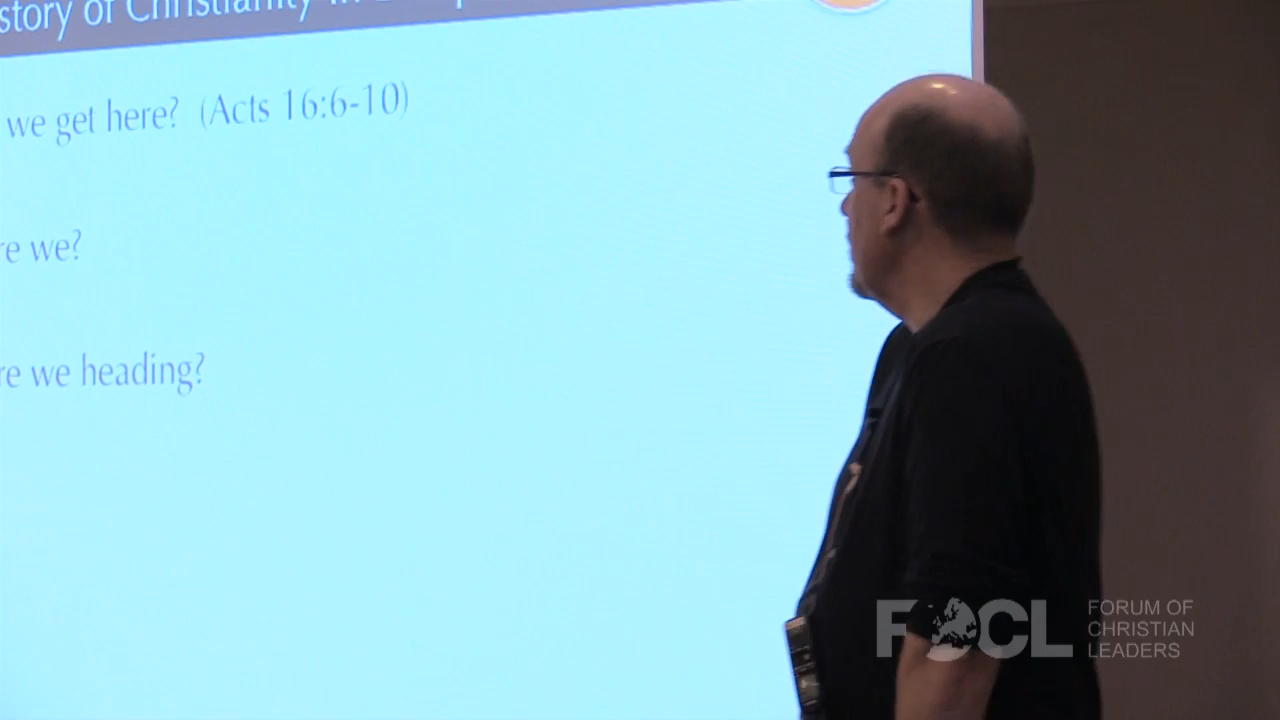 story of Christianity in
we get here? (Acts 16:6-10)
re we?
re we heading?
FOCL
FORUM OF
CHRISTIAN
LEADERS